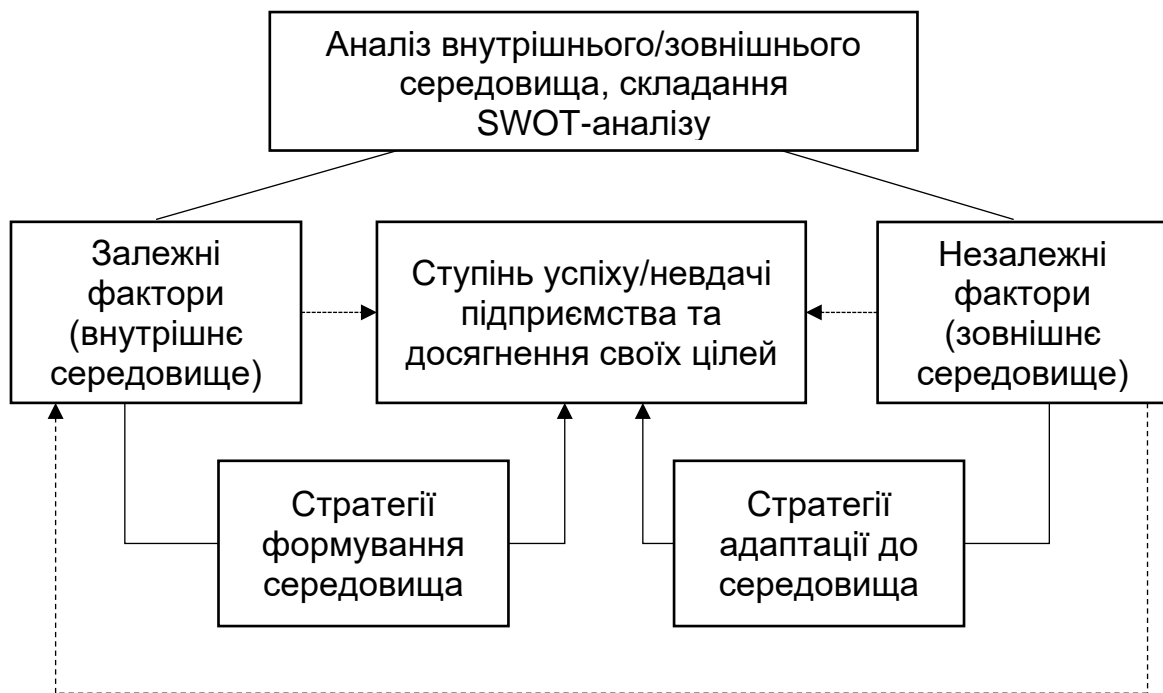 Аналіз внутрішнього/зовнішнього
середовища, складання
SWOT-аналізу
Залежні
фактори
(внутрішнє
середовище)
Ступінь успіху/невдачі
підприємства та
досягнення своїх цілей
Незалежні
фактори
(зовнішнє
середовище)
Стратегії
формування
середовища
Стратегії
адаптації до
середовища